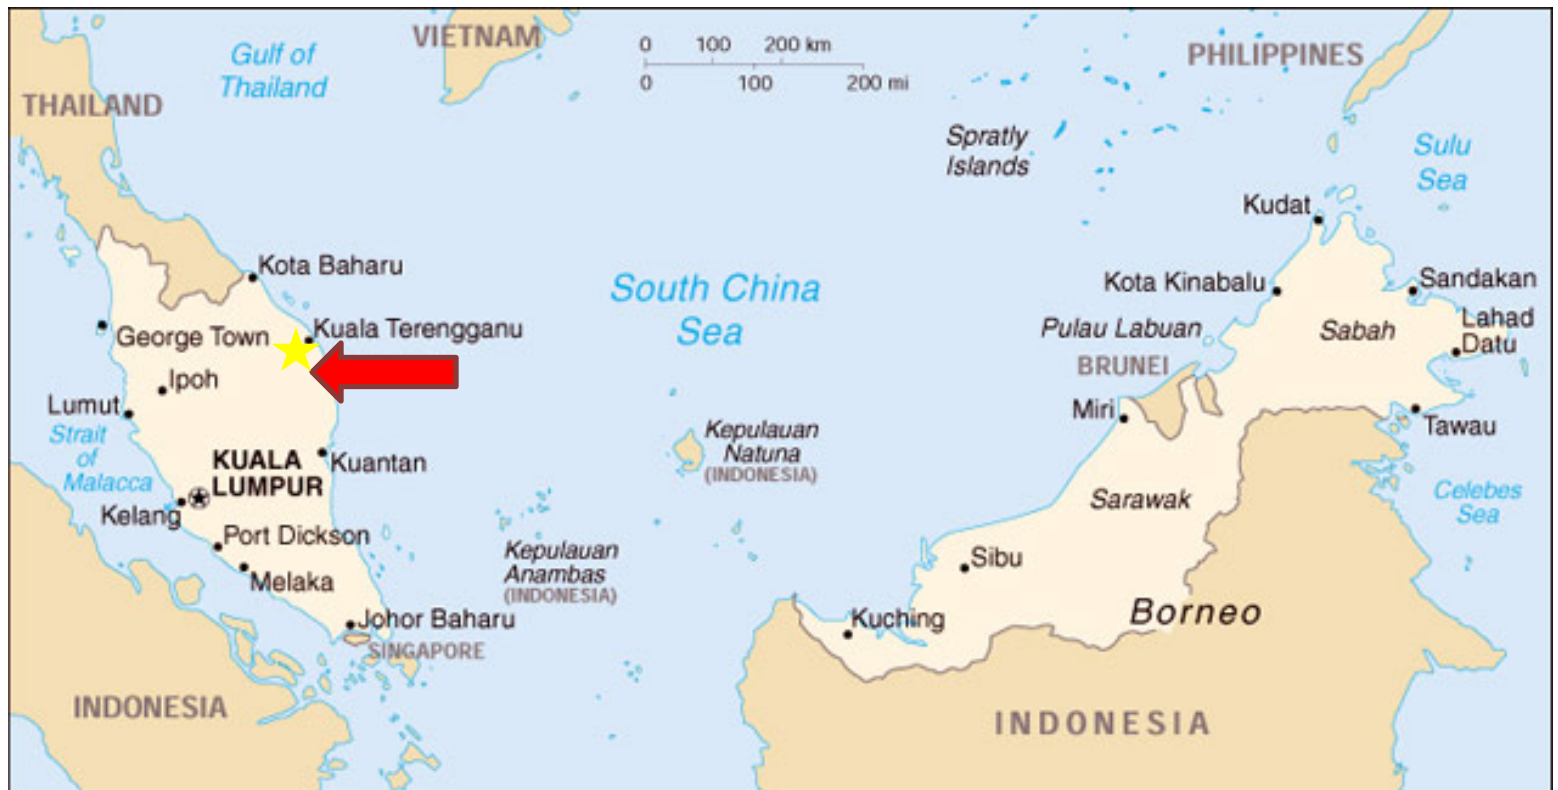 VIETNAM
0 100 200 km
0 100 200 mi
PHILIPPINES
Gulf of
Thailand
THAILAND
Spratly
Islands
Sulu
Sea
Kudat
Kota Baharu
South China
Sea
Kota Kinabalu
Sandakan
George Town
Kuala Terengganu
Pulau Labuan
Sabah
Lahad
Datu
BRUNEI
Ipoh
Lumut
Miri
Tawau
Strait
of
Malacca
KUALA
LUMPUR
Kuantan
Kepulauan
Natuna
(INDONESIA)
Sarawak
Celebes
Sea
Kelang
Port Dickson
Melaka
Kepulauan
Anambas
(INDONESIA)
Sibu
Johor Baharu
SINGAPORE
Kuching
Borneo
INDONESIA
INDONESIA